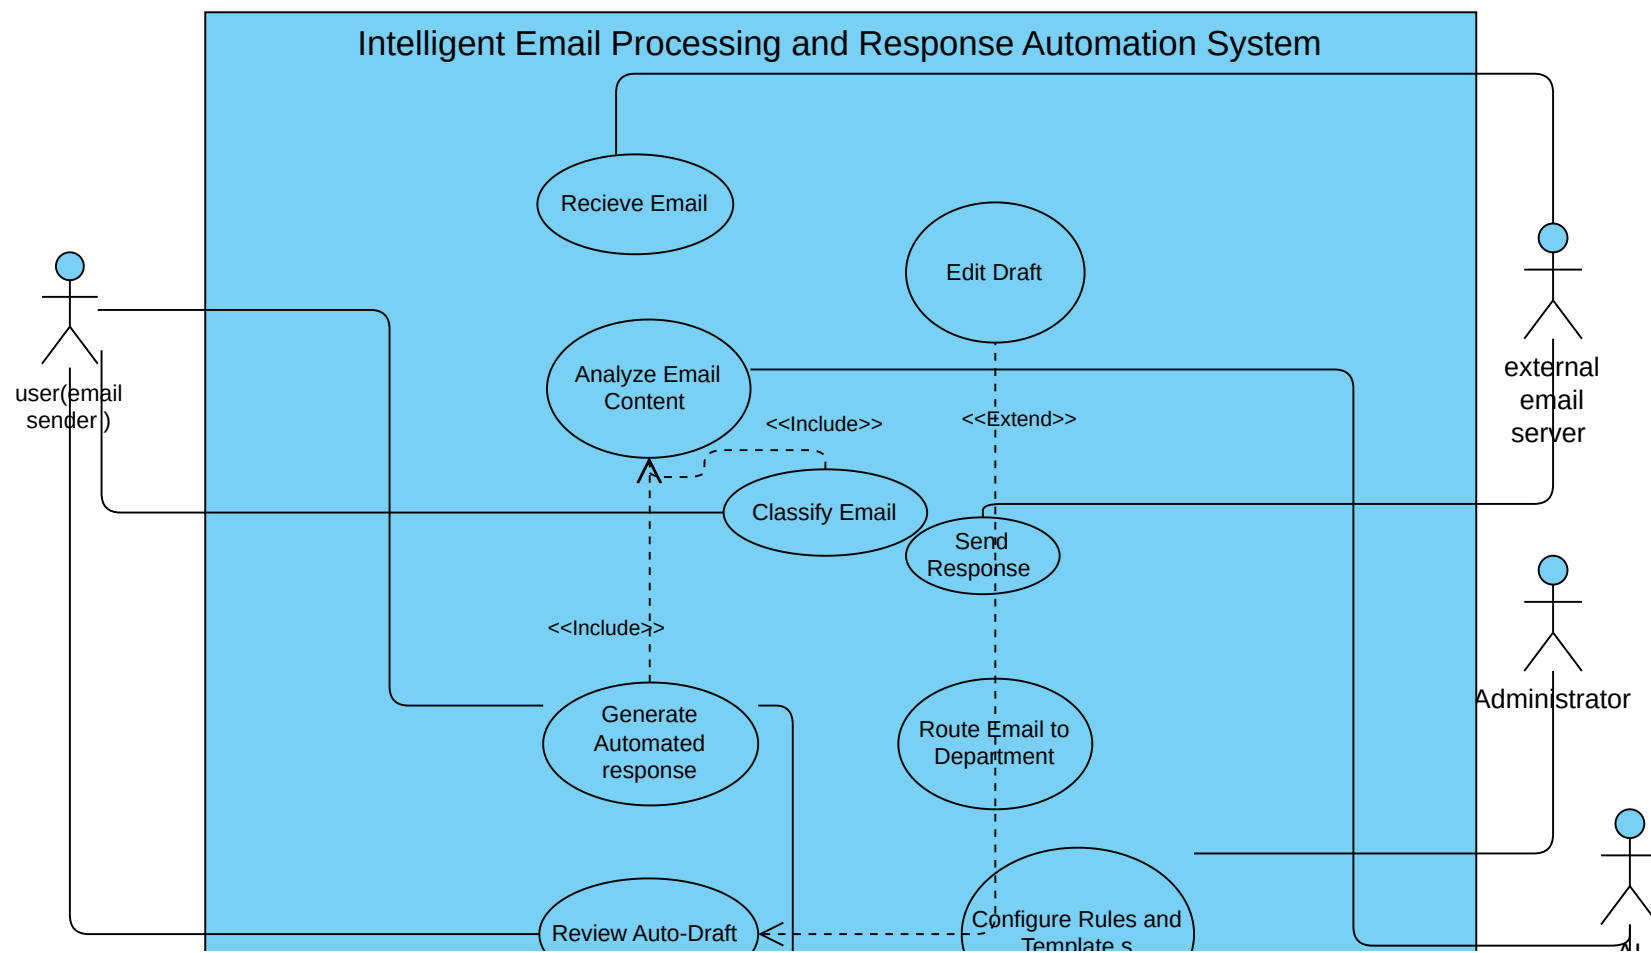 Intelligent Email Processing and Response Automation System
Recieve Email
Edit Draft
user(email
sender )
external
email
server
Analyze Email
Content
<<Include>>
<<Extend>>
Classify Email
Send
Response
<<Include>>
Administrator
Generate
Automated
response
Route Email to
Department
Review Auto-Draft
Configure Rules and
Template s